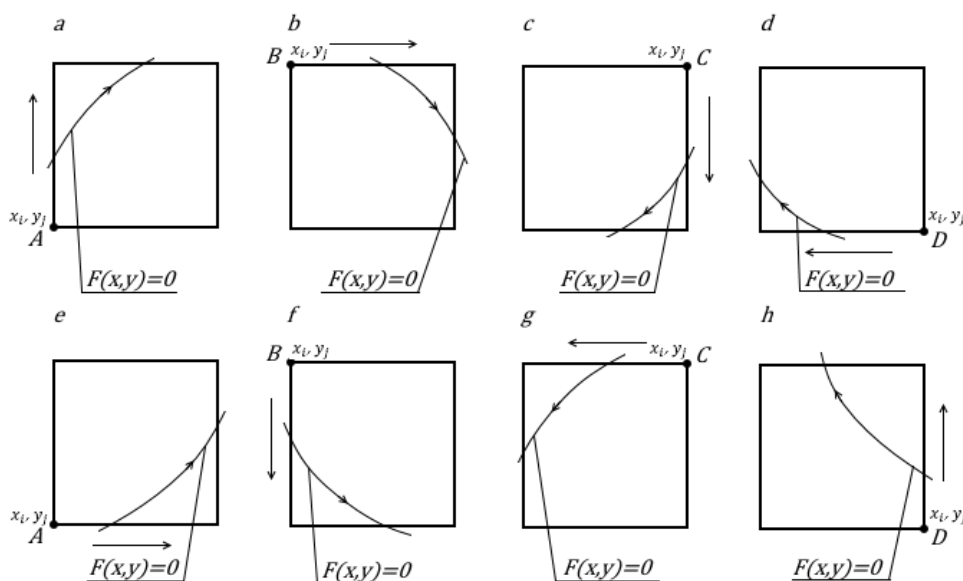 a b c d
B x_i, y_j x_i, y_j C
x_i, y_j x_i, y_j
A D
F(x,y)=0 F(x,y)=0 F(x,y)=0 F(x,y)=0
e f g h
B x_i, y_j x_i, y_j C
x_i, y_j x_i, y_j
A D
F(x,y)=0 F(x,y)=0 F(x,y)=0 F(x,y)=0